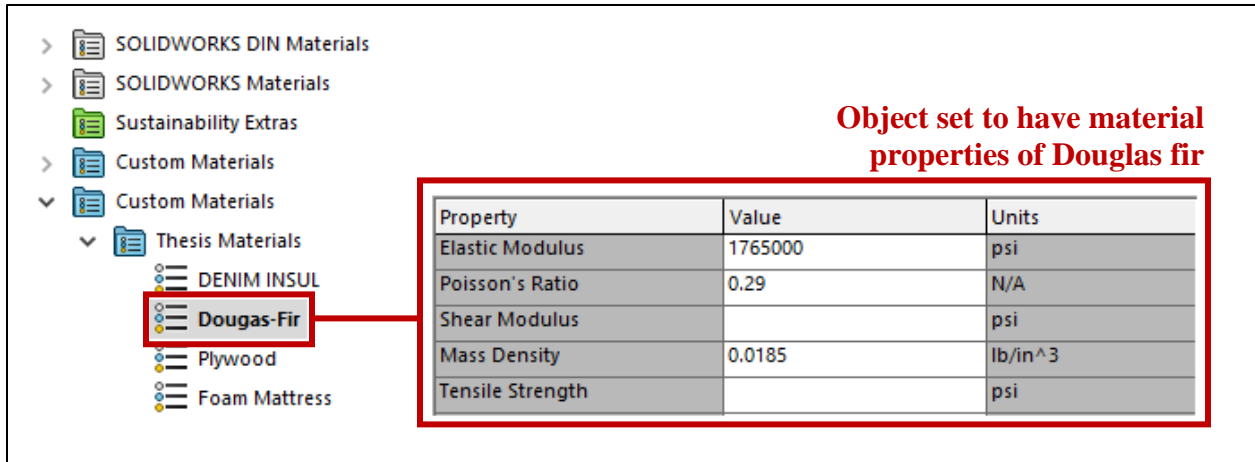 SOLIDWORKS DIN Materials
SOLIDWORKS Materials
Sustainability Extras
Custom Materials
Custom Materials
Thesis Materials
DENIM INSUL
Dougas-Fir
Plywood
Foam Mattress
Object set to have material
properties of Douglas fir
Property Value Units
Elastic Modulus 1765000 psi
Poisson's Ratio 0.29 N/A
Shear Modulus psi
Mass Density 0.0185 lb/in^3
Tensile Strength psi